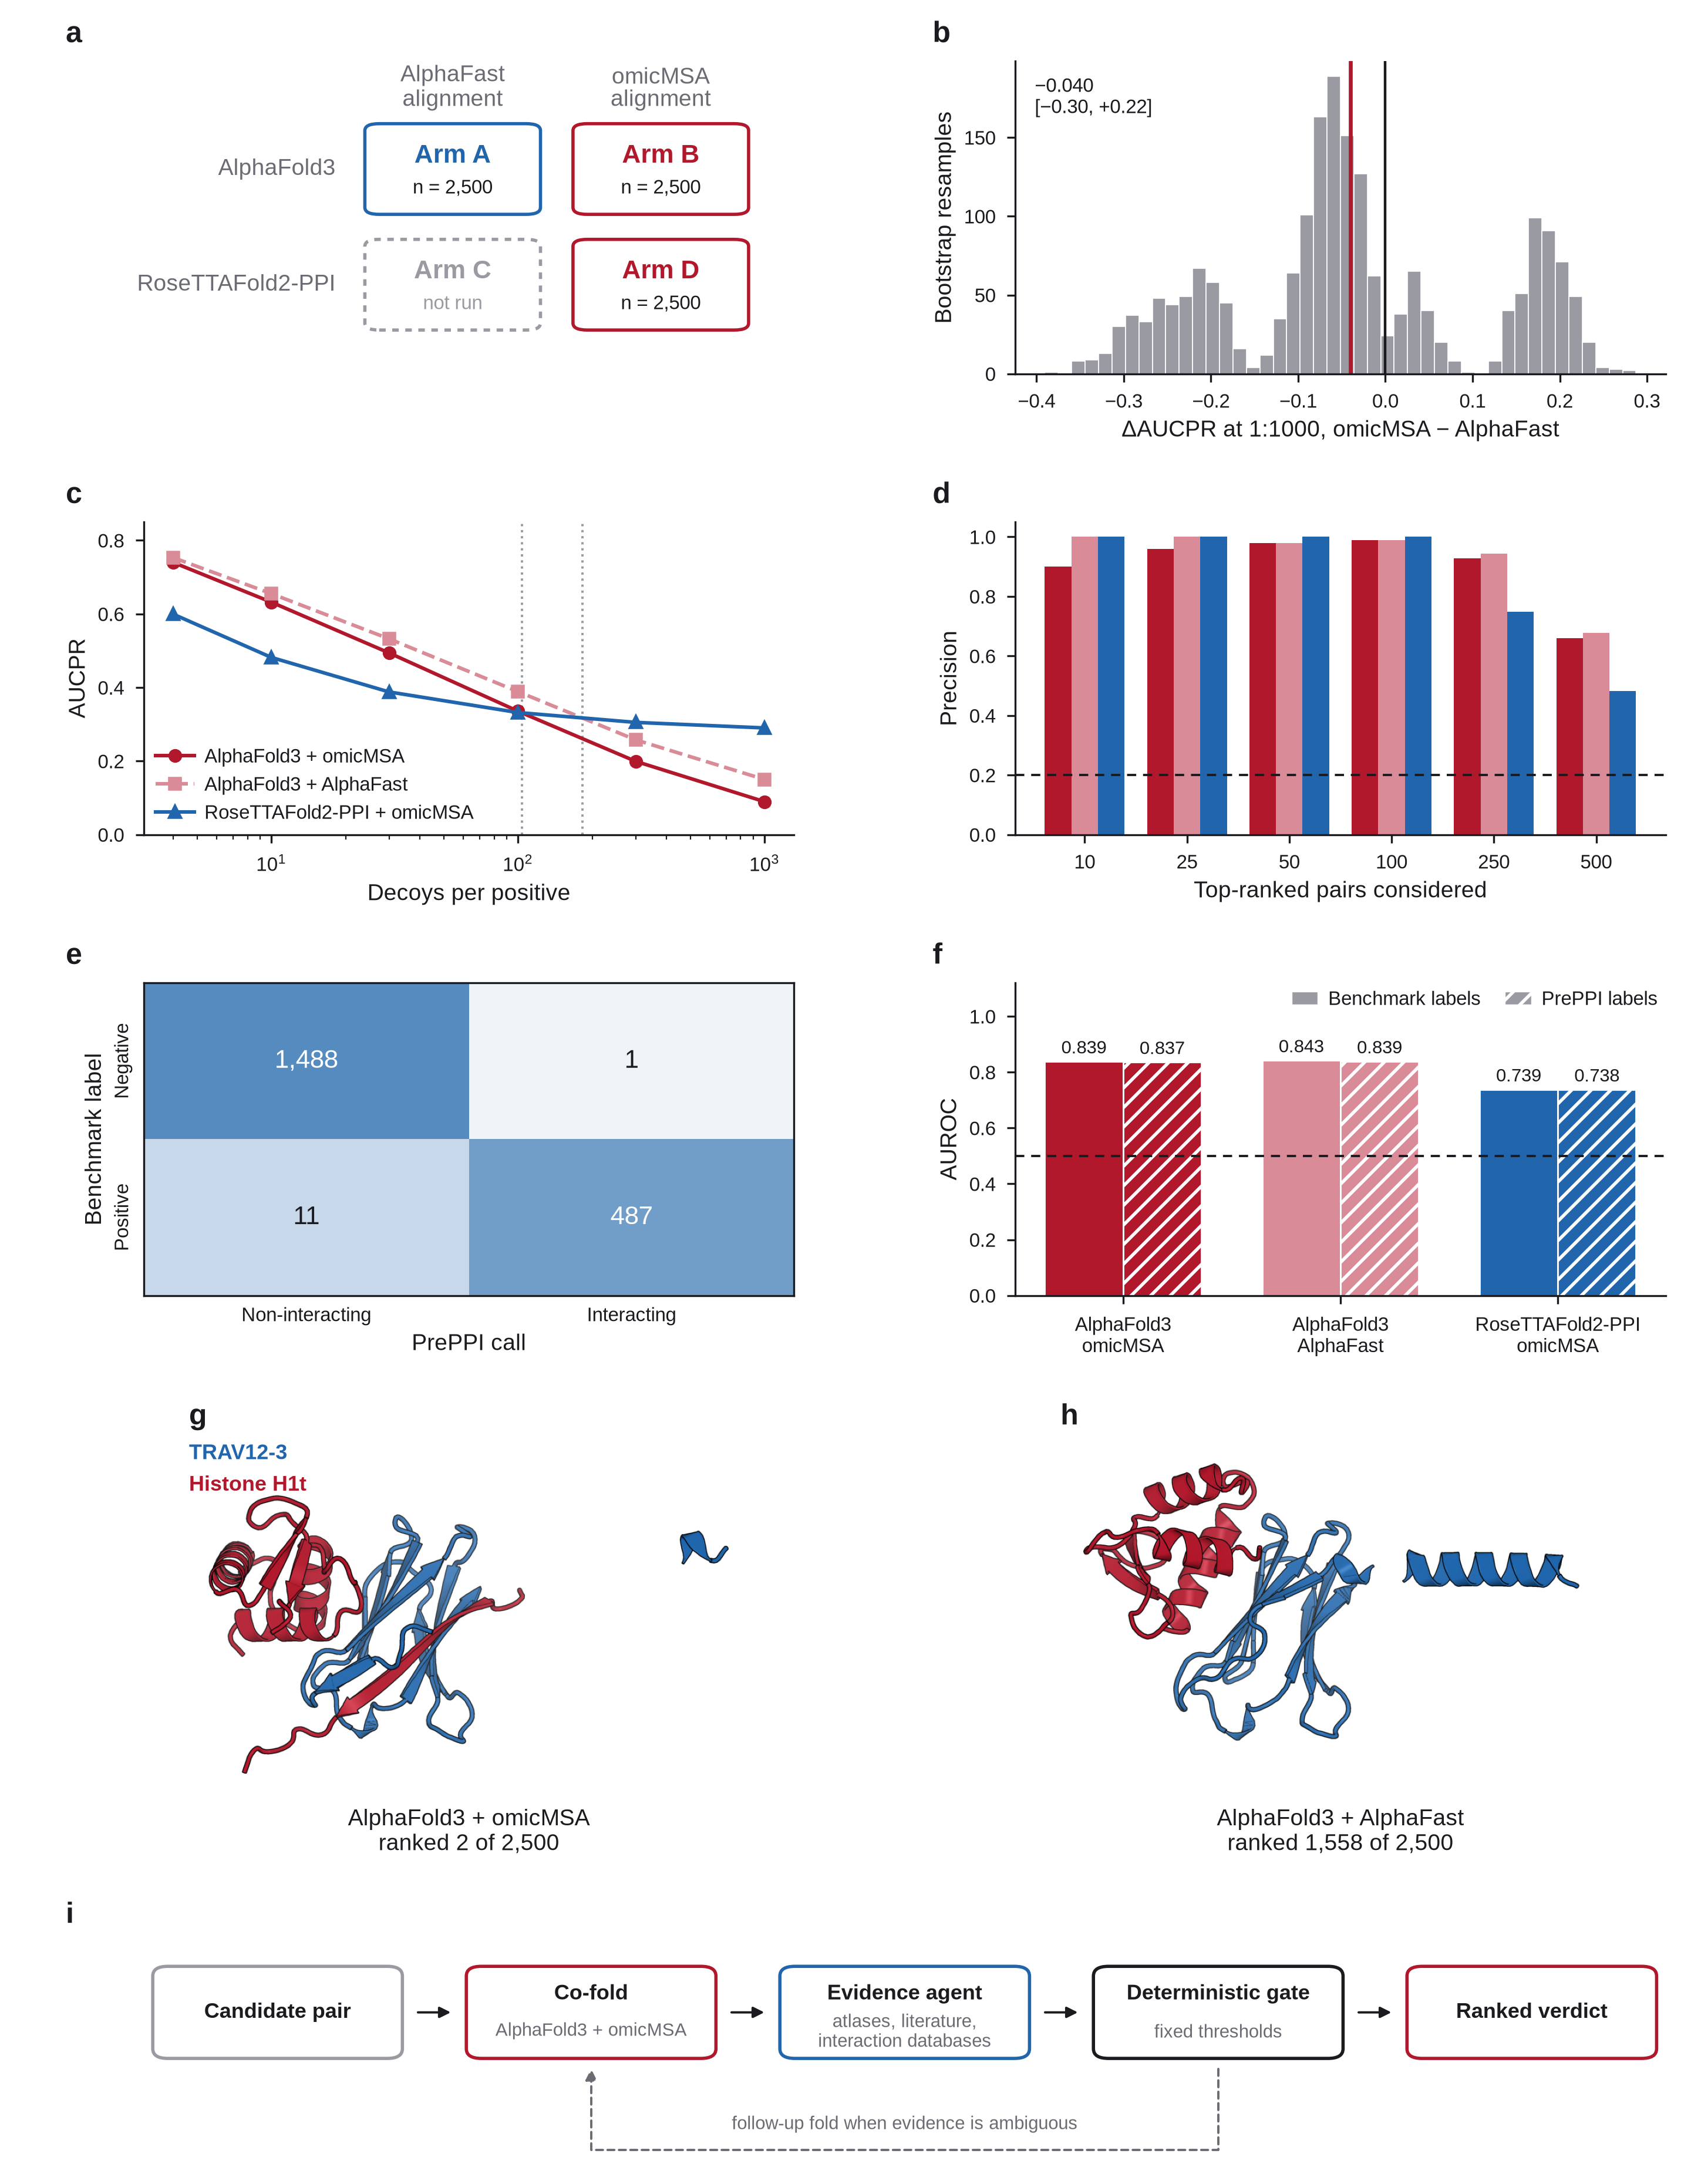 a
AlphaFast
alignment
omicMSA
alignment
AlphaFold3
Arm A
n = 2,500
Arm B
n = 2,500
RoseTTAFold2-PPI
Arm C
not run
Arm D
n = 2,500
b
−0.040
[−0.30, +0.22]
Bootstrap resamples
150
100
50
0
−0.4
−0.3
−0.2
−0.1
0.0
0.1
0.2
0.3
ΔAUCPR at 1:1000, omicMSA − AlphaFast
c
AUCPR
0.8
0.6
0.4
0.2
0.0
AlphaFold3 + omicMSA
AlphaFold3 + AlphaFast
RoseTTAFold2-PPI + omicMSA
10¹
10²
10³
Decoys per positive
d
Precision
1.0
0.8
0.6
0.4
0.2
0.0
10
25
50
100
250
500
Top-ranked pairs considered
e
Benchmark label
Negative
Positive
1,488
1
11
487
Non-interacting
Interacting
PrePPI call
f
Benchmark labels
PrePPI labels
AUROC
1.0
0.8
0.6
0.4
0.2
0.0
0.839
0.837
0.843
0.839
0.739
0.738
AlphaFold3
omicMSA
AlphaFold3
AlphaFast
RoseTTAFold2-PPI
omicMSA
g
TRAV12-3
Histone H1t
AlphaFold3 + omicMSA
ranked 2 of 2,500
h
AlphaFold3 + AlphaFast
ranked 1,558 of 2,500
i
Candidate pair
Co-fold
AlphaFold3 + omicMSA
Evidence agent
atlases, literature,
interaction databases
Deterministic gate
fixed thresholds
Ranked verdict
follow-up fold when evidence is ambiguous